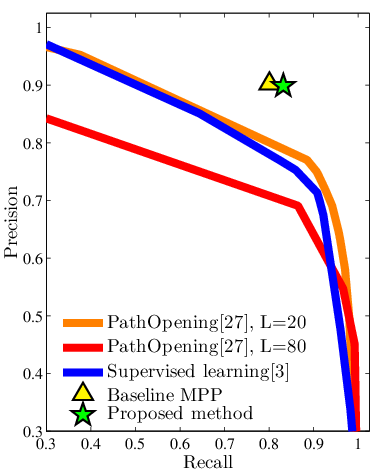 1
0.9
0.8
0.7
0.6
0.5
0.4
0.3
Precision
PathOpening[27], L=20
PathOpening[27], L=80
Supervised learning[3]
Baseline MPP
Proposed method
0.3 0.4 0.5 0.6 0.7 0.8 0.9 1
Recall